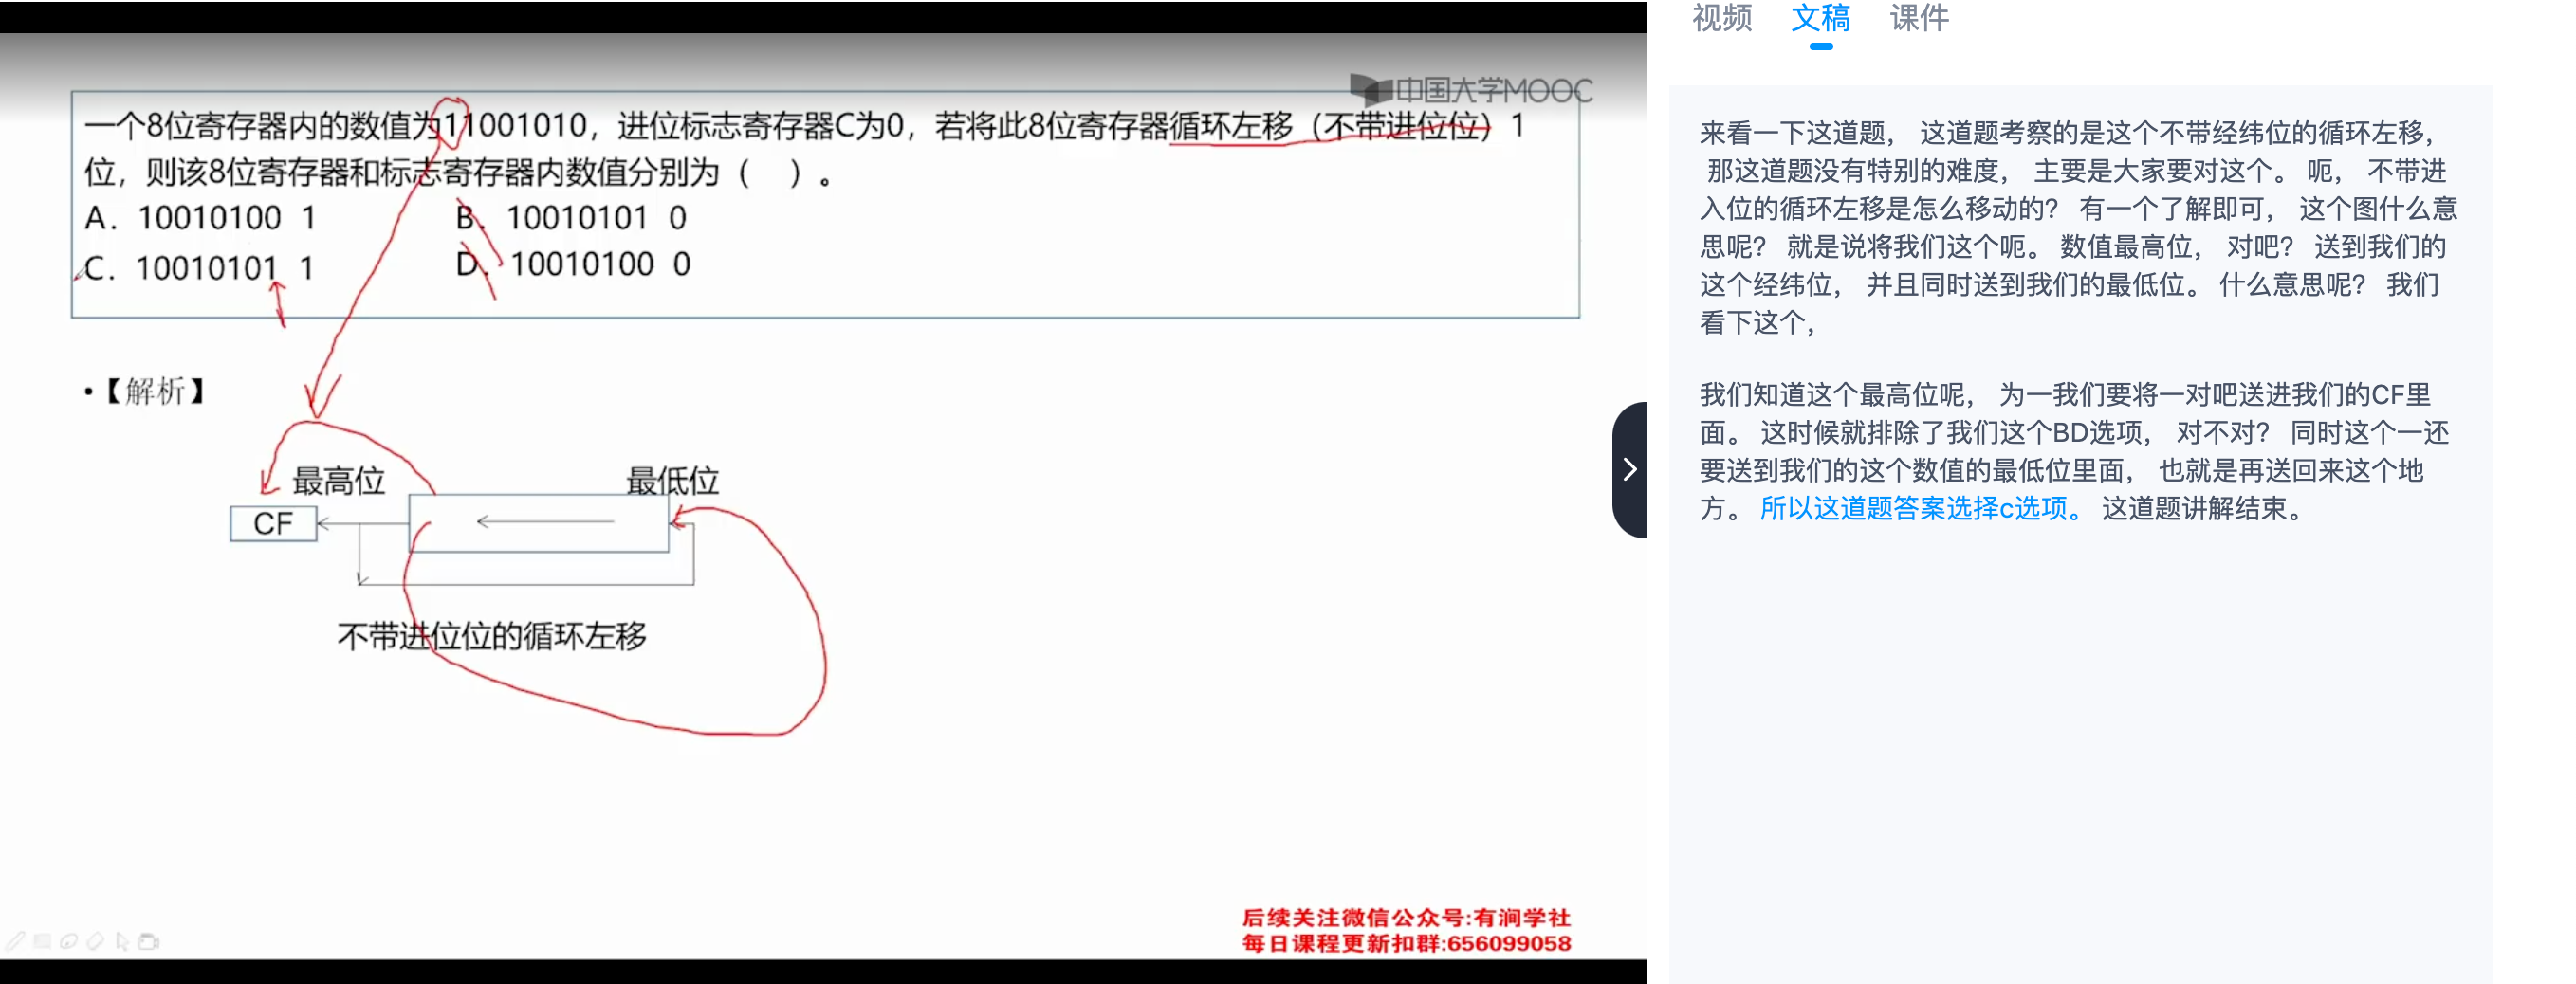 中国大学MOOC
一个8位寄存器内的数值为11001010，进位标志寄存器C为0，若将此8位寄存器循环左移（不带进位位）1
位，则该8位寄存器和标志寄存器内数值分别为（ ）。
A. 10010100 1 B. 10010101 0
C. 10010101 1 D. 10010100 0
•【解析】
最高位 最低位
CF
不带进位位的循环左移
后续关注微信公众号:有涧学社
每日课程更新扣群:656099058
视频 文稿 课件
来看一下这道题， 这道题考察的是这个不带经纬位的循环左移，
那这道题没有特别的难度， 主要是大家要对这个。 呃， 不带进
入位的循环左移是怎么移动的？ 有一个了解即可， 这个图什么意
思呢？ 就是说将我们这个呃。 数值最高位， 对吧？ 送到我们的
这个经纬位， 并且同时送到我们的最低位。 什么意思呢？ 我们
看下这个，
我们知道这个最高位呢， 为一我们要将一对吧送进我们的CF里
面。 这时候就排除了我们这个BD选项， 对不对？ 同时这个一还
要送到我们的这个数值的最低位里面， 也就是再送回来这个地
方。 所以这道题答案选择c选项。 这道题讲解结束。